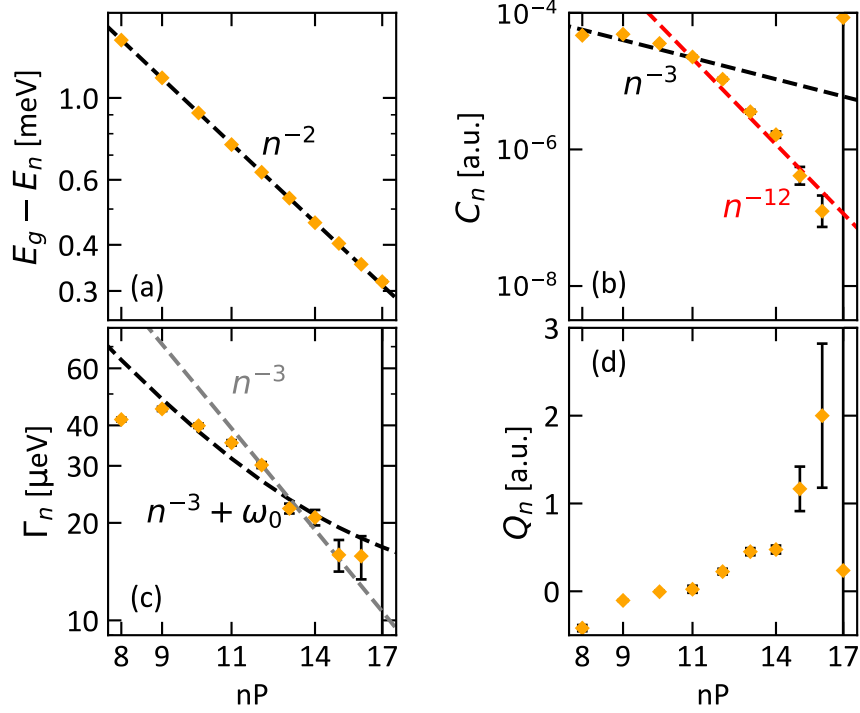 1.0
0.6
0.4
0.3
E_g − E_n [meV]
n^{−2}
(a)
10^{−4}
10^{−6}
10^{−8}
C_n [a.u.]
n^{−3}
n^{−12}
(b)
60
40
30
20
10
Γ_n [μeV]
n^{−3}
n^{−3} + ω_0
(c)
8 9 11 14 17
nP
3
2
1
0
Q_n [a.u.]
(d)
8 9 11 14 17
nP